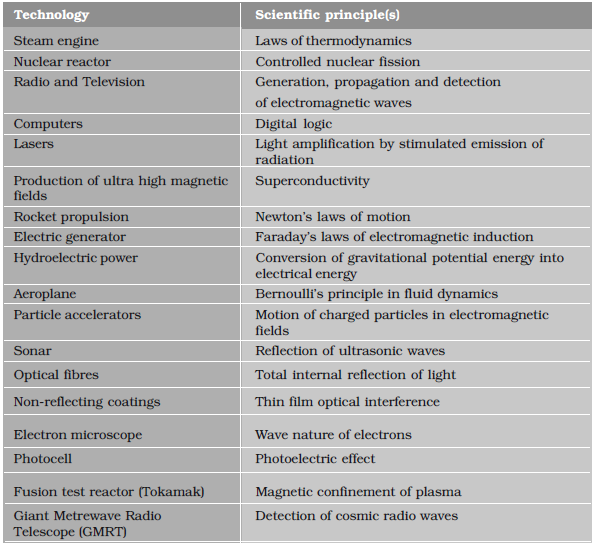 Technology Scientific principle(s)
Steam engine Laws of thermodynamics
Nuclear reactor Controlled nuclear fission
Radio and Television Generation, propagation and detection
of electromagnetic waves
Computers Digital logic
Lasers Light amplification by stimulated emission of
radiation
Production of ultra high magnetic Superconductivity
fields
Rocket propulsion Newton's laws of motion
Electric generator Faraday's laws of electromagnetic induction
Hydroelectric power Conversion of gravitational potential energy into
electrical energy
Aeroplane Bernoulli's principle in fluid dynamics
Particle accelerators Motion of charged particles in electromagnetic
fields
Sonar Reflection of ultrasonic waves
Optical fibres Total internal reflection of light
Non-reflecting coatings Thin film optical interference
Electron microscope Wave nature of electrons
Photocell Photoelectric effect
Fusion test reactor (Tokamak) Magnetic confinement of plasma
Giant Metrewave Radio Detection of cosmic radio waves
Telescope (GMRT)